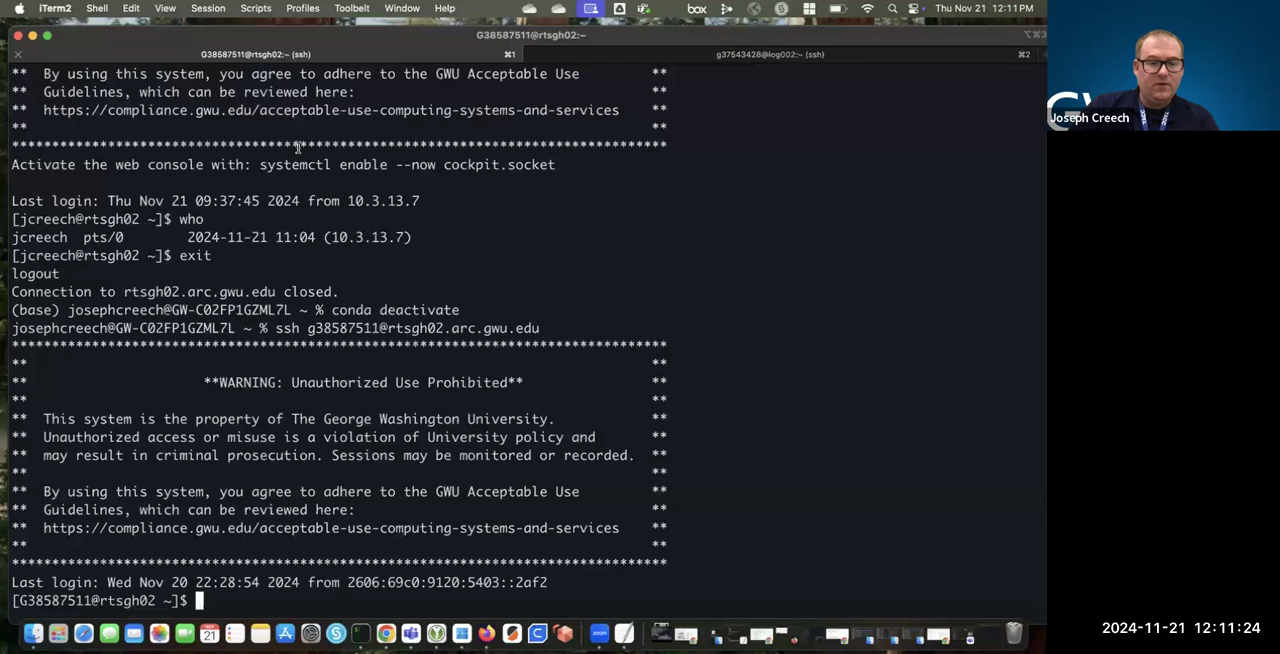 iTerm2 Shell Edit View Session Scripts Profiles Toolbelt Window Help box Thu Nov 21 12:11PM
G38587511@rtsgh02:~ ⌥⌘3
G38587511@rtsgh02:~ (ssh) ⌘1 g37543428@log002:~ (ssh) ⌘2
** By using this system, you agree to adhere to the GWU Acceptable Use **
** Guidelines, which can be reviewed here: **
** https://compliance.gwu.edu/acceptable-use-computing-systems-and-services **
** **
********************************************************************************
Activate the web console with: systemctl enable --now cockpit.socket
Last login: Thu Nov 21 09:37:45 2024 from 10.3.13.7
[jcreech@rtsgh02 ~]$ who
jcreech pts/0 2024-11-21 11:04 (10.3.13.7)
[jcreech@rtsgh02 ~]$ exit
logout
Connection to rtsgh02.arc.gwu.edu closed.
(base) josephcreech@GW-C02FP1GZML7L ~ % conda deactivate
josephcreech@GW-C02FP1GZML7L ~ % ssh g38587511@rtsgh02.arc.gwu.edu
********************************************************************************
** **
** **WARNING: Unauthorized Use Prohibited** **
** **
** This system is the property of The George Washington University. **
** Unauthorized access or misuse is a violation of University policy and **
** may result in criminal prosecution. Sessions may be monitored or recorded. **
** **
** By using this system, you agree to adhere to the GWU Acceptable Use **
** Guidelines, which can be reviewed here: **
** https://compliance.gwu.edu/acceptable-use-computing-systems-and-services **
** **
********************************************************************************
Last login: Wed Nov 20 22:28:54 2024 from 2606:69c0:9120:5403::2af2
[G38587511@rtsgh02 ~]$
GW
Joseph Creech
NOV
21
zoom
2024-11-21 12:11:24